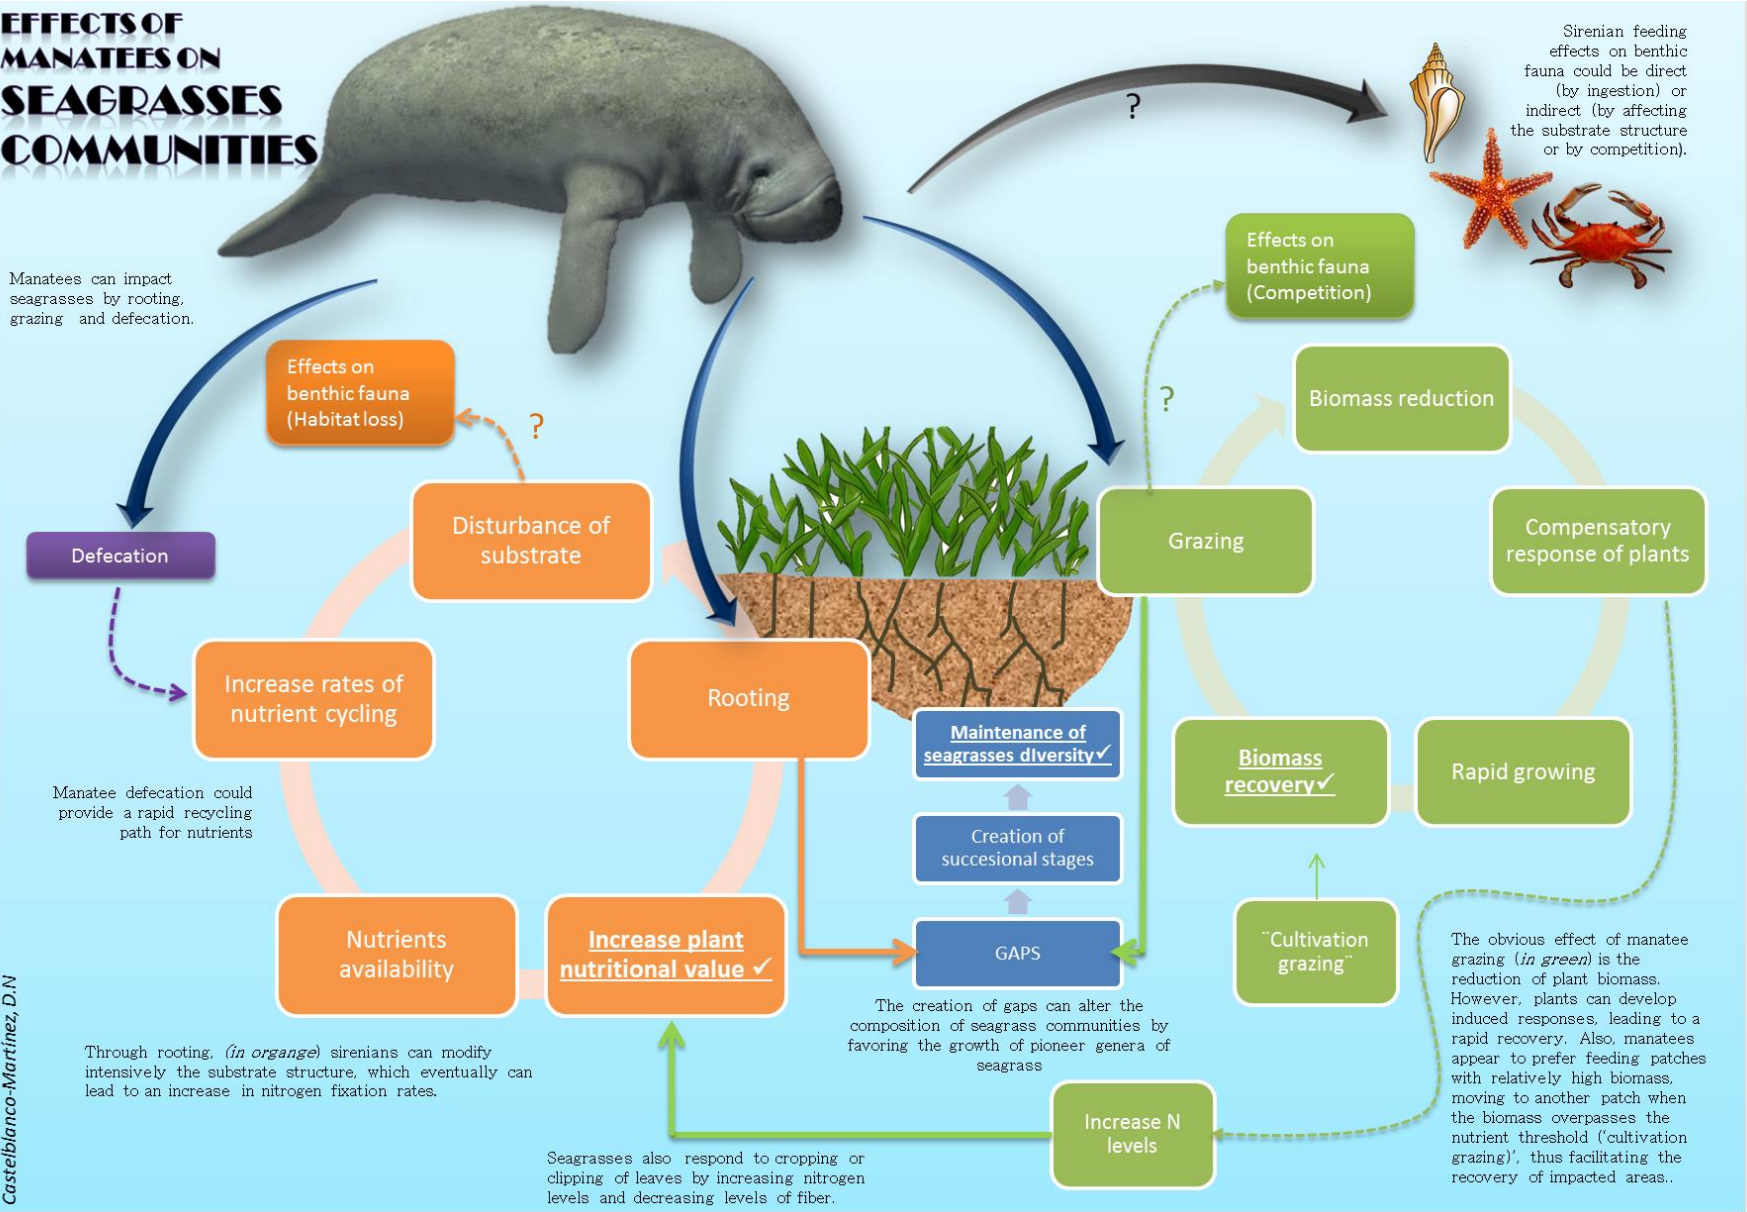 EFFECTS OF
MANATEES ON
SEAGRASSES
COMMUNITIES
Sirenian feeding
effects on benthic
fauna could be direct
(by ingestion) or
indirect (by affecting
the substrate structure
or by competition).
?
Manatees can impact
seagrasses by rooting,
grazing and defecation.
Effects on
benthic fauna
(Competition)
?
Effects on
benthic fauna
(Habitat loss)
?
Biomass reduction
Compensatory
response of plants
Grazing
Disturbance of
substrate
Defecation
Increase rates of
nutrient cycling
Rooting
Maintenance of
seagrasses dIversity✓
Biomass
recovery✓
Rapid growing
Manatee defecation could
provide a rapid recycling
path for nutrients
Creation of
succesional stages
Nutrients
availability
Increase plant
nutritional value ✓
GAPS
¨Cultivation
grazing¨
The creation of gaps can alter the
composition of seagrass communities by
favoring the growth of pioneer genera of
seagrass
The obvious effect of manatee
grazing (in green) is the
reduction of plant biomass.
However, plants can develop
induced responses, leading to a
rapid recovery. Also, manatees
appear to prefer feeding patches
with relatively high biomass,
moving to another patch when
the biomass overpasses the
nutrient threshold (‘cultivation
grazing)’, thus facilitating the
recovery of impacted areas..
Through rooting, (in organge) sirenians can modify
intensively the substrate structure, which eventually can
lead to an increase in nitrogen fixation rates.
Increase N
levels
Seagrasses also respond to cropping or
clipping of leaves by increasing nitrogen
levels and decreasing levels of fiber.
Castelblanco-Martínez, D.N